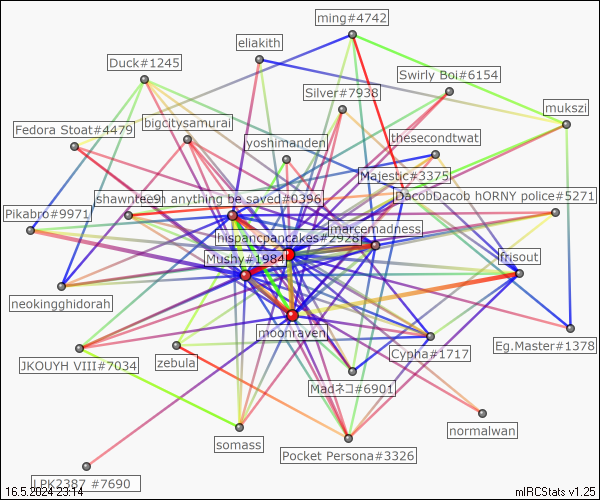 ming#4742
eliakith
Duck#1245
Swirly Boi#6154
Silver#7938
mukszi
bigcitysamurai
Fedora Stoat#4479
thesecondtwat
yoshimanden
Majestic#3375
shawntee9
n anything be saved#0396
DacobDacob hORNY police#5271
Pikabro#9971
marcemadness
hispancpancakes#2928
Mushy#1984
frisout
neokingghidorah
moonraven
Eg.Master#1378
Cypha#1717
JKOUYH VIII#7034
zebula
Madネコ#6901
normalwan
somass
Pocket Persona#3326
LPK2387 #7690
16.5.2024 23:14
mIRCStats v1.25